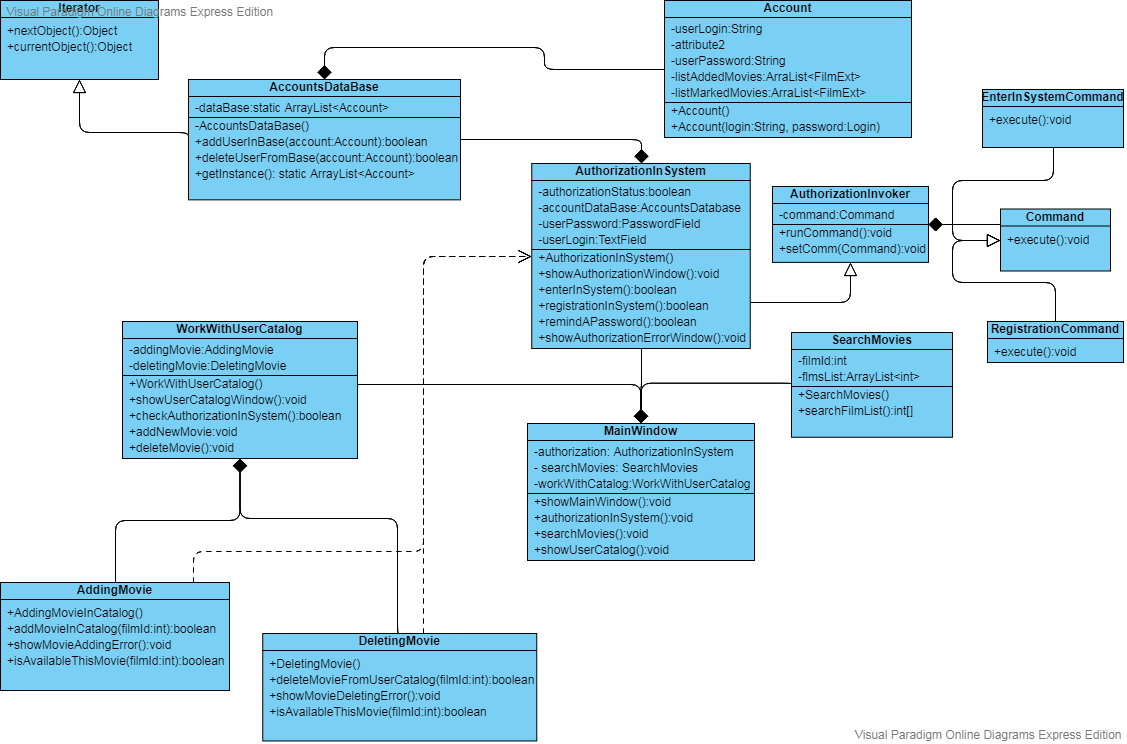 Visual Paradigm Online Diagrams Express Edition
Iterator
+nextObject():Object
+currentObject():Object
AccountsDataBase
-dataBase:static ArrayList<Account>
-AccountsDataBase()
+addUserInBase(account:Account):boolean
+deleteUserFromBase(account:Account):boolean
+getInstance(): static ArrayList<Account>
Account
-userLogin:String
-attribute2
-userPassword:String
-listAddedMovies:ArraList<FilmExt>
-listMarkedMovies:ArraList<FilmExt>
+Account()
+Account(login:String, password:Login)
EnterInSystemCommand
+execute():void
AuthorizationInSystem
-authorizationStatus:boolean
-accountDataBase:AccountsDatabase
-userPassword:PasswordField
-userLogin:TextField
+AuthorizationInSystem()
+showAuthorizationWindow():void
+enterInSystem():boolean
+registrationInSystem():boolean
+remindAPassword():boolean
+showAuthorizationErrorWindow():void
AuthorizationInvoker
-command:Command
+runCommand():void
+setComm(Command):void
Command
+execute():void
RegistrationCommand
+execute():void
WorkWithUserCatalog
-addingMovie:AddingMovie
-deletingMovie:DeletingMovie
+WorkWithUserCatalog()
+showUserCatalogWindow():void
+checkAuthorizationInSystem():boolean
+addNewMovie:void
+deleteMovie():void
SearchMovies
-filmId:int
-flmsList:ArrayList<int>
+SearchMovies()
+searchFilmList():int[]
MainWindow
-authorization: AuthorizationInSystem
- searchMovies: SearchMovies
-workWithCatalog:WorkWithUserCatalog
+showMainWindow():void
+authorizationInSystem():void
+searchMovies():void
+showUserCatalog():void
AddingMovie
+AddingMovieInCatalog()
+addMovieInCatalog(filmId:int):boolean
+showMovieAddingError():void
+isAvailableThisMovie(filmId:int):boolean
DeletingMovie
+DeletingMovie()
+deleteMovieFromUserCatalog(filmId:int):boolean
+showMovieDeletingError():void
+isAvailableThisMovie(filmId:int):boolean
Visual Paradigm Online Diagrams Express Edition